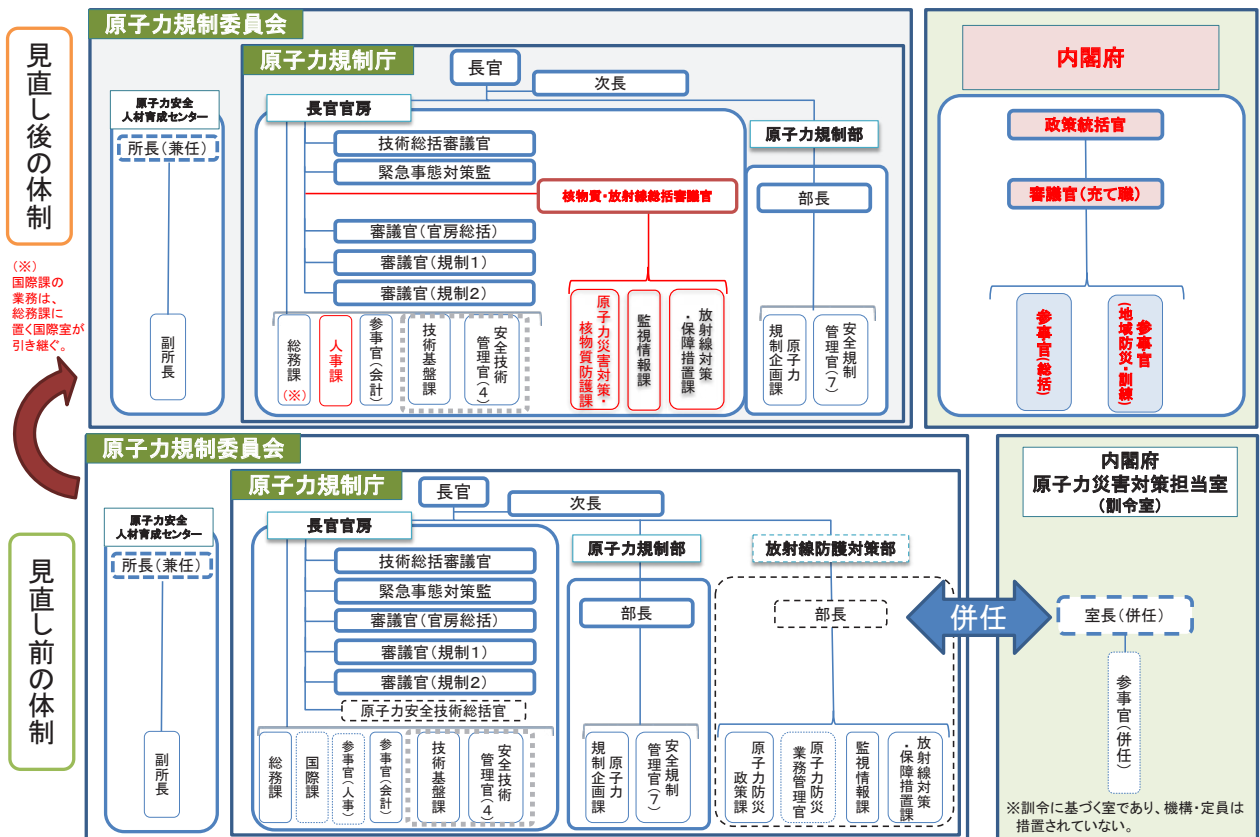 見直し後の体制
(※)
国際課の
業務は、
総務課に
置く国際室が
引き継ぐ。
原子力規制委員会
原子力規制庁
長官
次長
原子力安全
人材育成センター
所長(兼任)
副所長
長官官房
技術総括審議官
緊急事態対策監
核物質・放射線総括審議官
審議官(官房総括)
審議官(規制1)
審議官(規制2)
総務課
(※)
人事課
参事官(会計)
技術基盤課
安全技術
管理官(4)
原子力災害対策・
核物質防護課
監視情報課
放射線対策
・保障措置課
原子力規制部
部長
原子力
規制企画課
安全規制
管理官(7)
内閣府
政策統括官
審議官(充て職)
参事官(総括)
参事官
(地域防災・訓練)
見直し前の体制
原子力規制委員会
原子力規制庁
長官
次長
原子力安全
人材育成センター
所長(兼任)
副所長
長官官房
技術総括審議官
緊急事態対策監
審議官(官房総括)
審議官(規制1)
審議官(規制2)
原子力安全技術総括官
総務課
国際課
参事官(人事)
参事官(会計)
技術基盤課
安全技術
管理官(4)
原子力規制部
部長
原子力
規制企画課
安全規制
管理官(7)
放射線防護対策部
部長
原子力防災
政策課
原子力防災
業務管理官
監視情報課
放射線対策
・保障措置課
併任
内閣府
原子力災害対策担当室
(訓令室)
室長(併任)
参事官(併任)
※訓令に基づく室であり、機構・定員は
措置されていない。